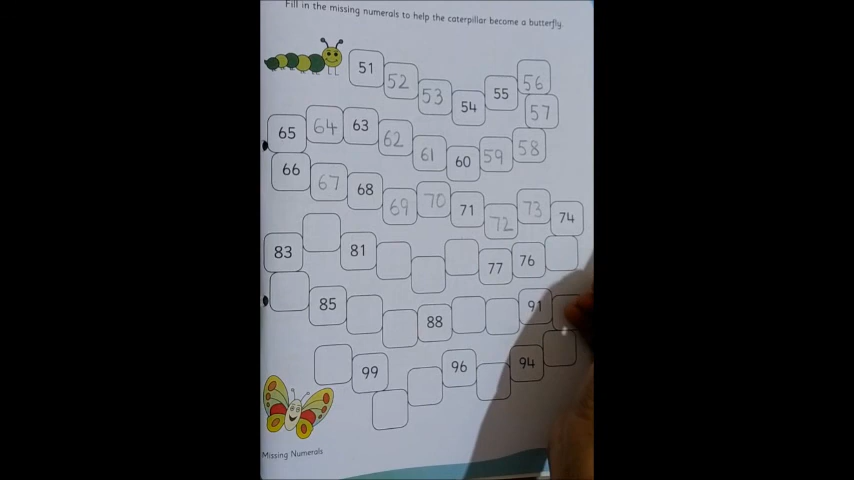 Fill in the missing numerals to help the caterpillar become a butterfly.
51 52 53 54 55 56
57
65 64 63 62 61 60 59 58
66 67 68 69 70 71 72 73 74
83 81 77 76
85 88 91
99 96 94
Missing Numerals